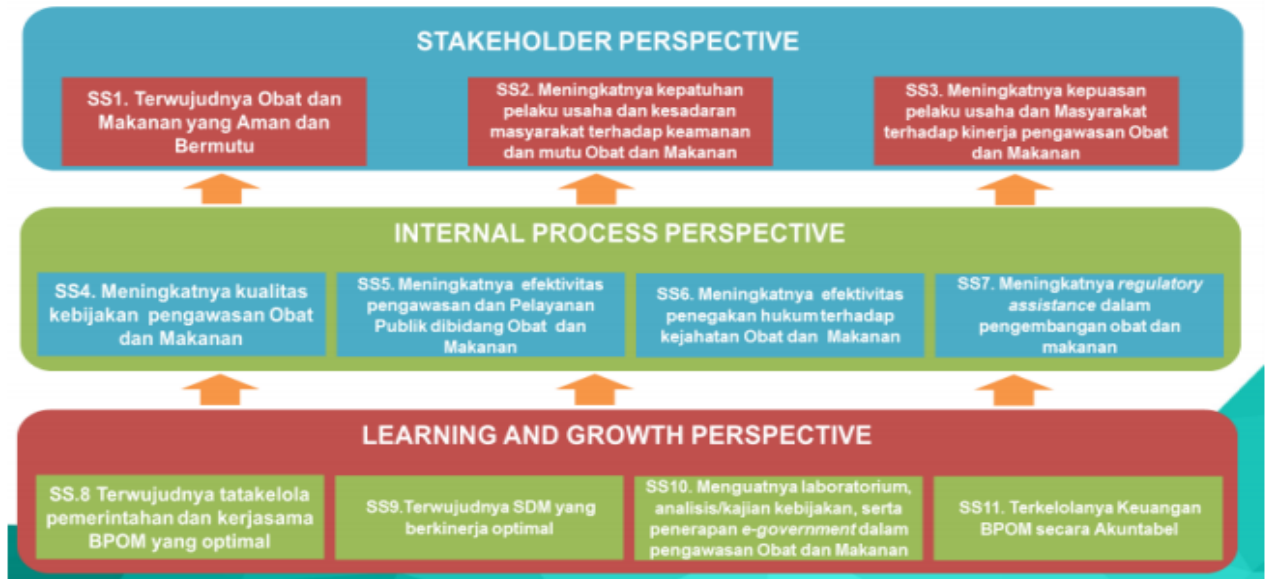 STAKEHOLDER PERSPECTIVE
SS1. Terwujudnya Obat dan
Makanan yang Aman dan
Bermutu
SS2. Meningkatnya kepatuhan
pelaku usaha dan kesadaran
masyarakat terhadap keamanan
dan mutu Obat dan Makanan
SS3. Meningkatnya kepuasan
pelaku usaha dan Masyarakat
terhadap kinerja pengawasan Obat
dan Makanan
INTERNAL PROCESS PERSPECTIVE
SS4. Meningkatnya kualitas
kebijakan pengawasan Obat
dan Makanan
SS5. Meningkatnya efektivitas
pengawasan dan Pelayanan
Publik dibidang Obat dan
Makanan
SS6. Meningkatnya efektivitas
penegakan hukum terhadap
kejahatan Obat dan Makanan
SS7. Meningkatnya regulatory
assistance dalam
pengembangan obat dan
makanan
LEARNING AND GROWTH PERSPECTIVE
SS.8 Terwujudnya tatakelola
pemerintahan dan kerjasama
BPOM yang optimal
SS9.Terwujudnya SDM yang
berkinerja optimal
SS10. Menguatnya laboratorium,
analisis/kajian kebijakan, serta
penerapan e-government dalam
pengawasan Obat dan Makanan
SS11. Terkelolanya Keuangan
BPOM secara Akuntabel